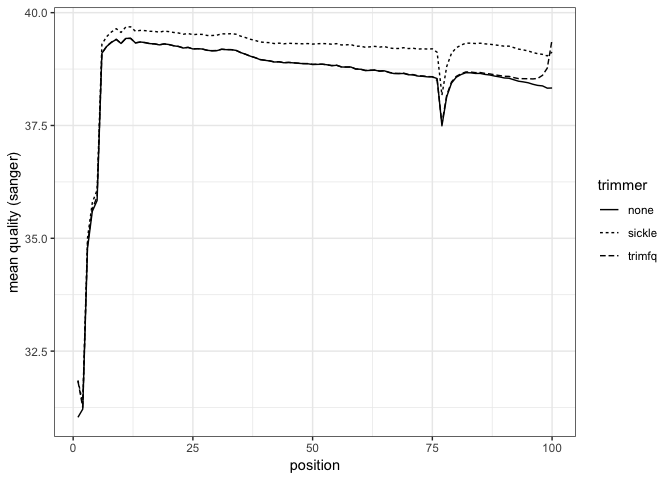 40.0
37.5
35.0
32.5
mean quality (sanger)
0
25
50
75
100
position
trimmer
none
sickle
trimfq